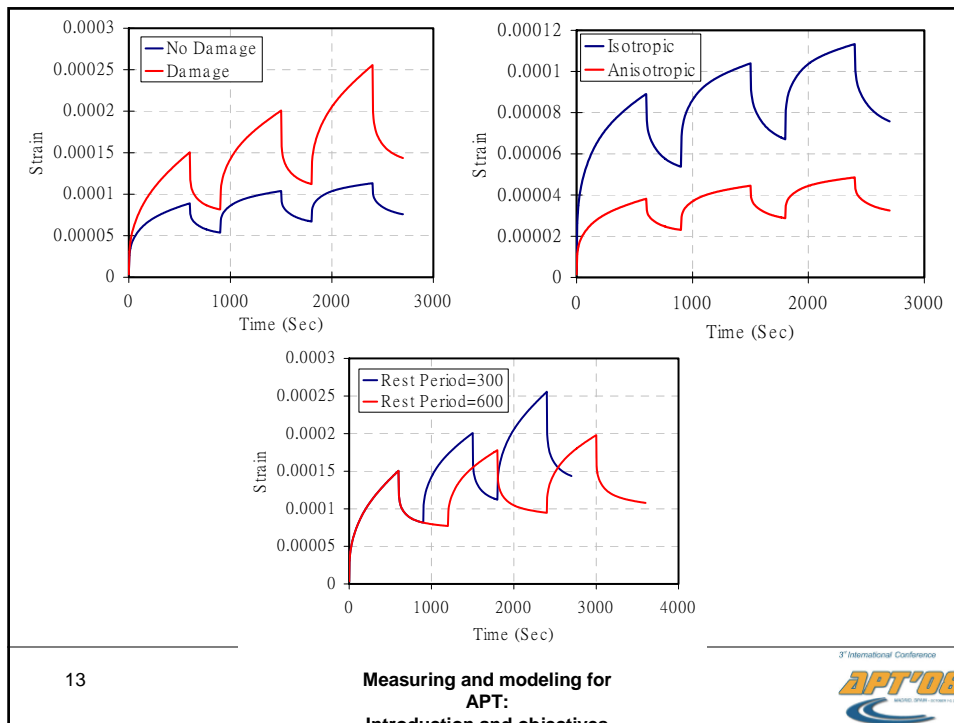 0.0003
0.00025
0.0002
0.00015
0.0001
0.00005
0
Strain
No Damage
Damage
0 1000 2000 3000
Time (Sec)
0.00012
0.0001
0.00008
0.00006
0.00004
0.00002
0
Strain
Isotropic
Anisotropic
0 1000 2000 3000
Time (Sec)
0.0003
0.00025
0.0002
0.00015
0.0001
0.00005
0
Strain
Rest Period=300
Rest Period=600
0 1000 2000 3000 4000
Time (Sec)
13
Measuring and modeling for
APT:
Introduction and objectives
3rd International Conference
APT'08